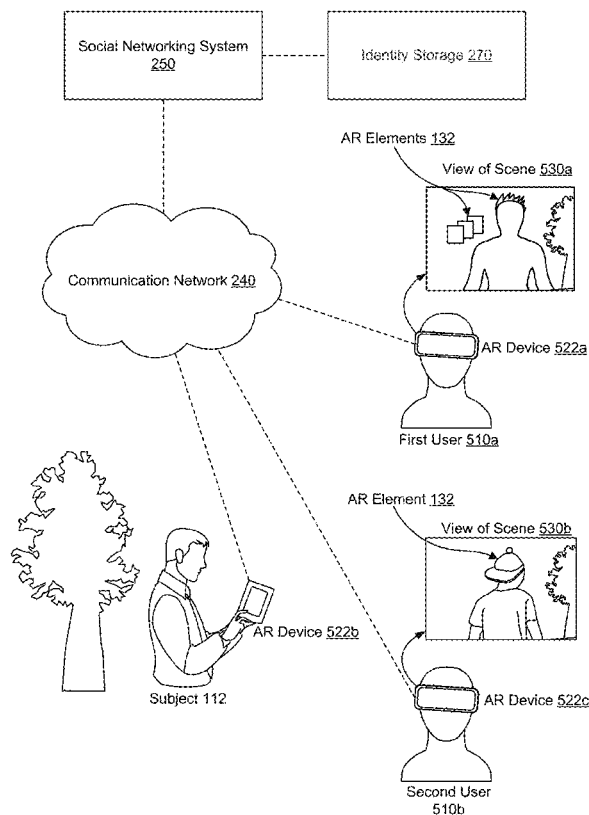 Social Networking System
250
Identity Storage 270
AR Elements 132
View of Scene 530a
Communication Network 240
AR Device 522a
First User 510a
AR Element 132
View of Scene 530b
AR Device 522b
Subject 112
AR Device 522c
Second User
510b